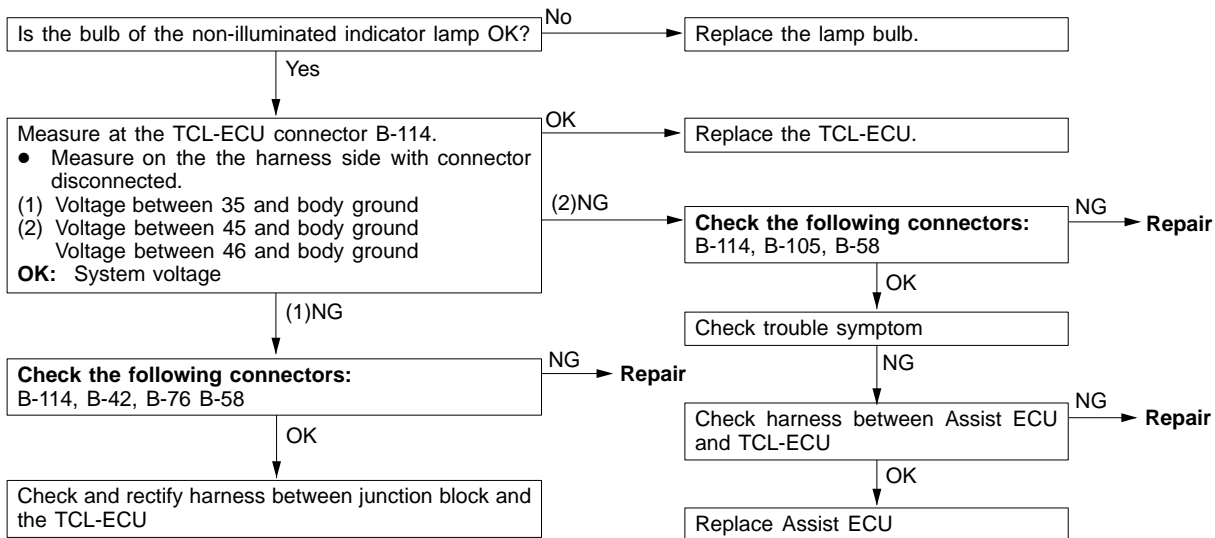 Is the bulb of the non-illuminated indicator lamp OK?
No
Replace the lamp bulb.
Yes
Measure at the TCL-ECU connector B-114.
● Measure on the the harness side with connector
disconnected.
(1) Voltage between 35 and body ground
(2) Voltage between 45 and body ground
Voltage between 46 and body ground
OK: System voltage
OK
Replace the TCL-ECU.
(2)NG
Check the following connectors:
B-114, B-105, B-58
NG
Repair
OK
Check trouble symptom
NG
Check harness between Assist ECU
and TCL-ECU
NG
Repair
OK
Replace Assist ECU
(1)NG
Check the following connectors:
B-114, B-42, B-76 B-58
NG
Repair
OK
Check and rectify harness between junction block and
the TCL-ECU